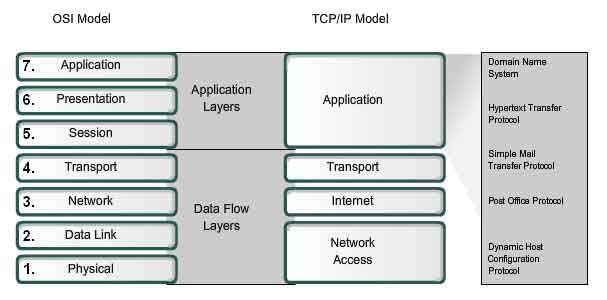 OSI Model
TCP/IP Model
7. Application
6. Presentation
5. Session
4. Transport
3. Network
2. Data Link
1. Physical
Application
Layers
Data Flow
Layers
Application
Transport
Internet
Network
Access
Domain Name
System
Hypertext Transfer
Protocol
Simple Mail
Transfer Protocol
Post Office Protocol
Dynamic Host
Configuration
Protocol